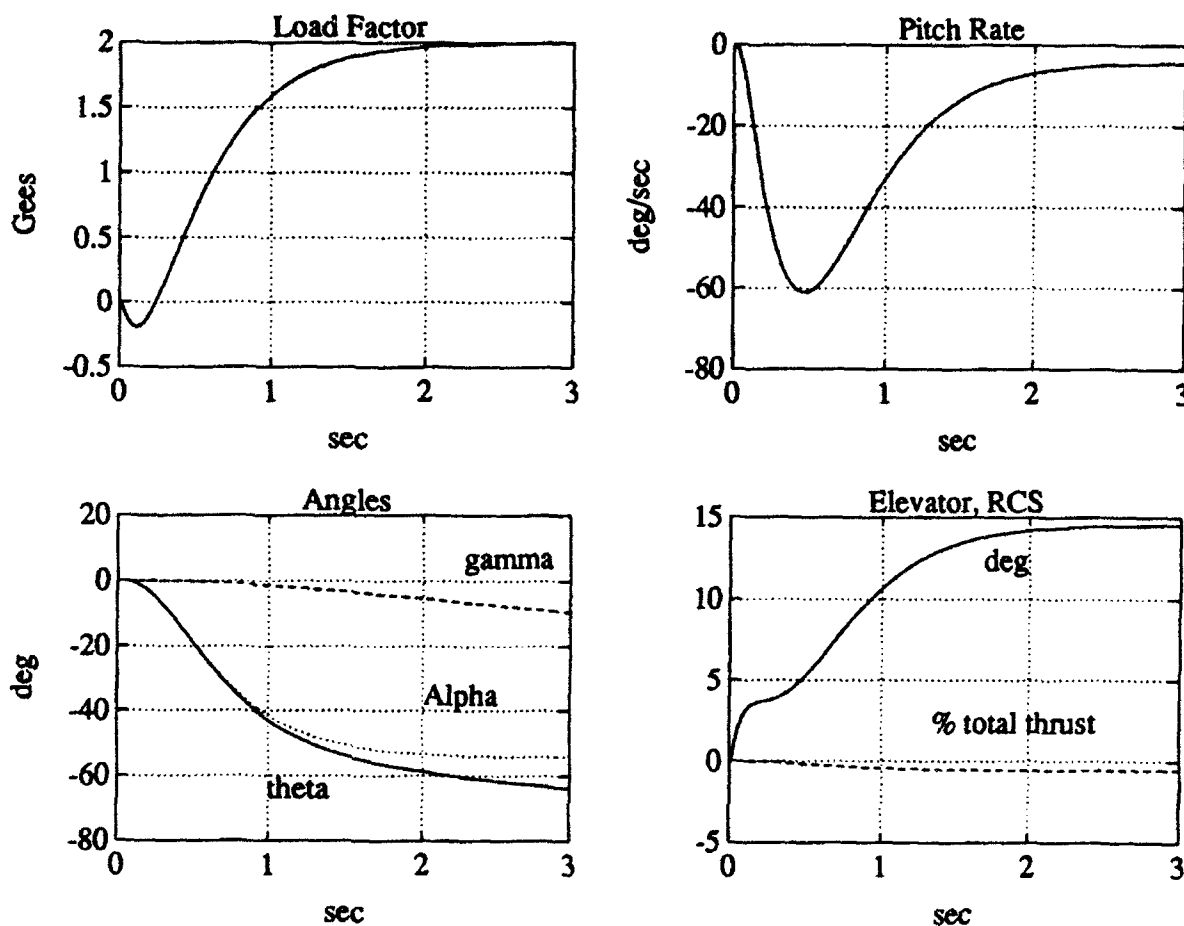 Load Factor
2
1.5
1
0.5
0
-0.5
Gees
0 1 2 3
sec
Pitch Rate
0
-20
-40
-60
-80
deg/sec
0 1 2 3
sec
Angles
20
0
-20
-40
-60
-80
deg
gamma
Alpha
theta
0 1 2 3
sec
Elevator, RCS
15
10
5
0
-5
deg
% total thrust
0 1 2 3
sec